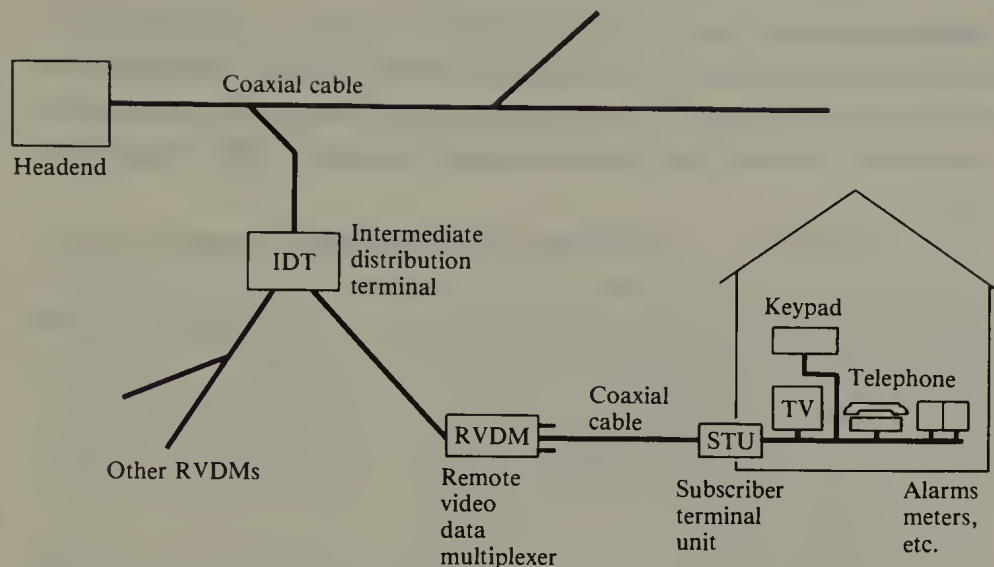 Coaxial cable
Headend
IDT
Intermediate
distribution
terminal
Other RVDMs
RVDM
Remote
video
data
multiplexer
Coaxial
cable
STU
Subscriber
terminal
unit
Keypad
TV
Telephone
Alarms
meters,
etc.